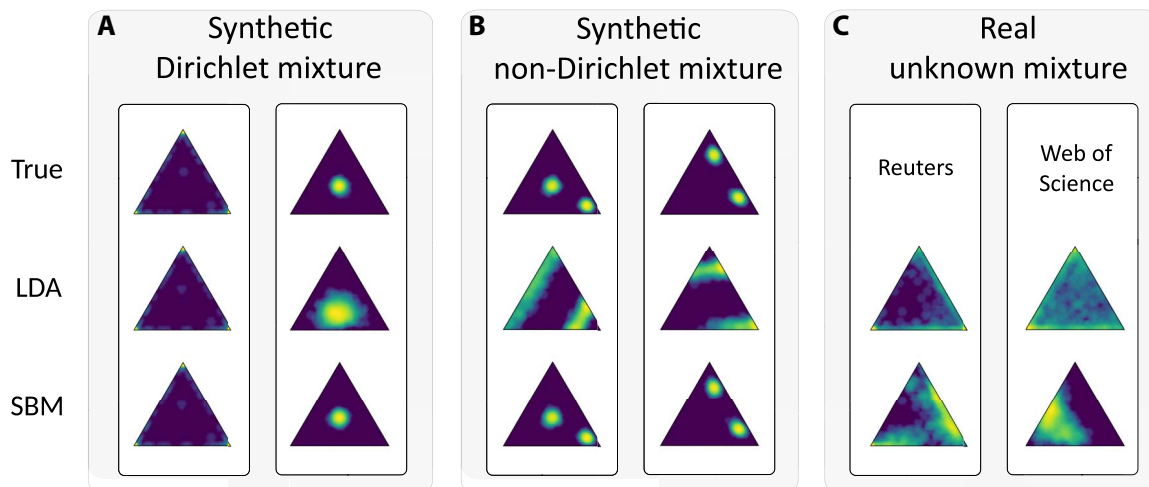 A
Synthetic
Dirichlet mixture
B
Synthetic
non-Dirichlet mixture
C
Real
unknown mixture
True
Reuters
Web of
Science
LDA
SBM